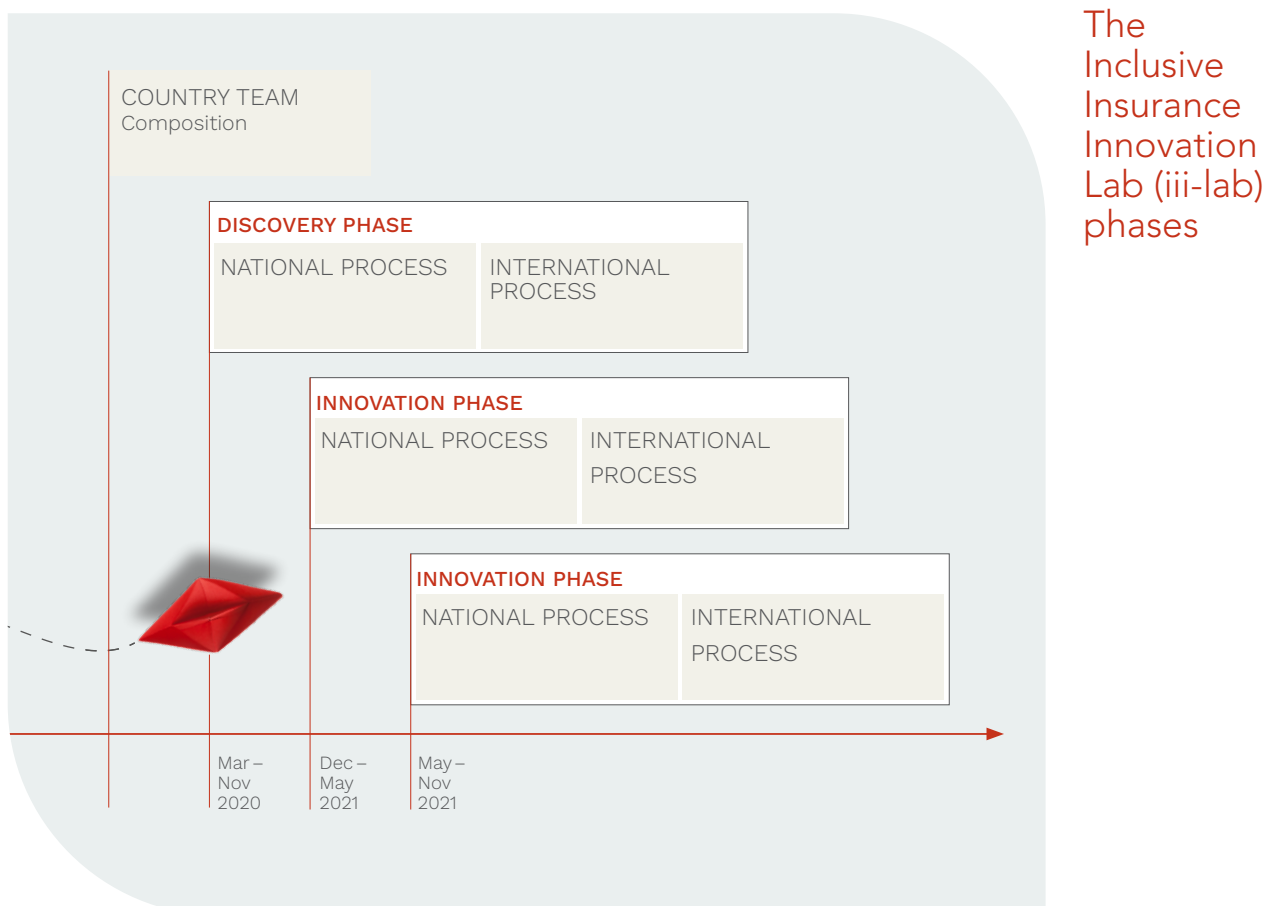 The
Inclusive
Insurance
Innovation
Lab (iii-lab)
phases
COUNTRY TEAM
Composition
DISCOVERY PHASE
NATIONAL PROCESS
INTERNATIONAL
PROCESS
INNOVATION PHASE
NATIONAL PROCESS
INTERNATIONAL
PROCESS
INNOVATION PHASE
NATIONAL PROCESS
INTERNATIONAL
PROCESS
Mar –
Nov
2020
Dec –
May
2021
May –
Nov
2021